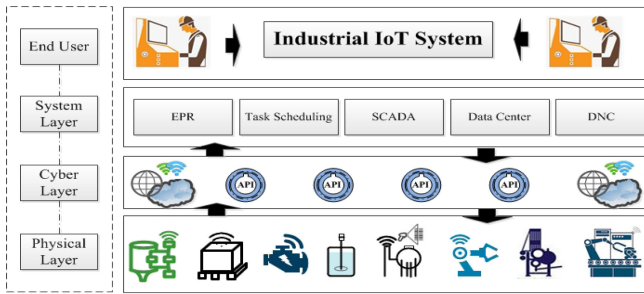 End User
Industrial IoT System
System
Layer
EPR
Task Scheduling
SCADA
Data Center
DNC
Cyber
Layer
API
API
API
API
Physical
Layer